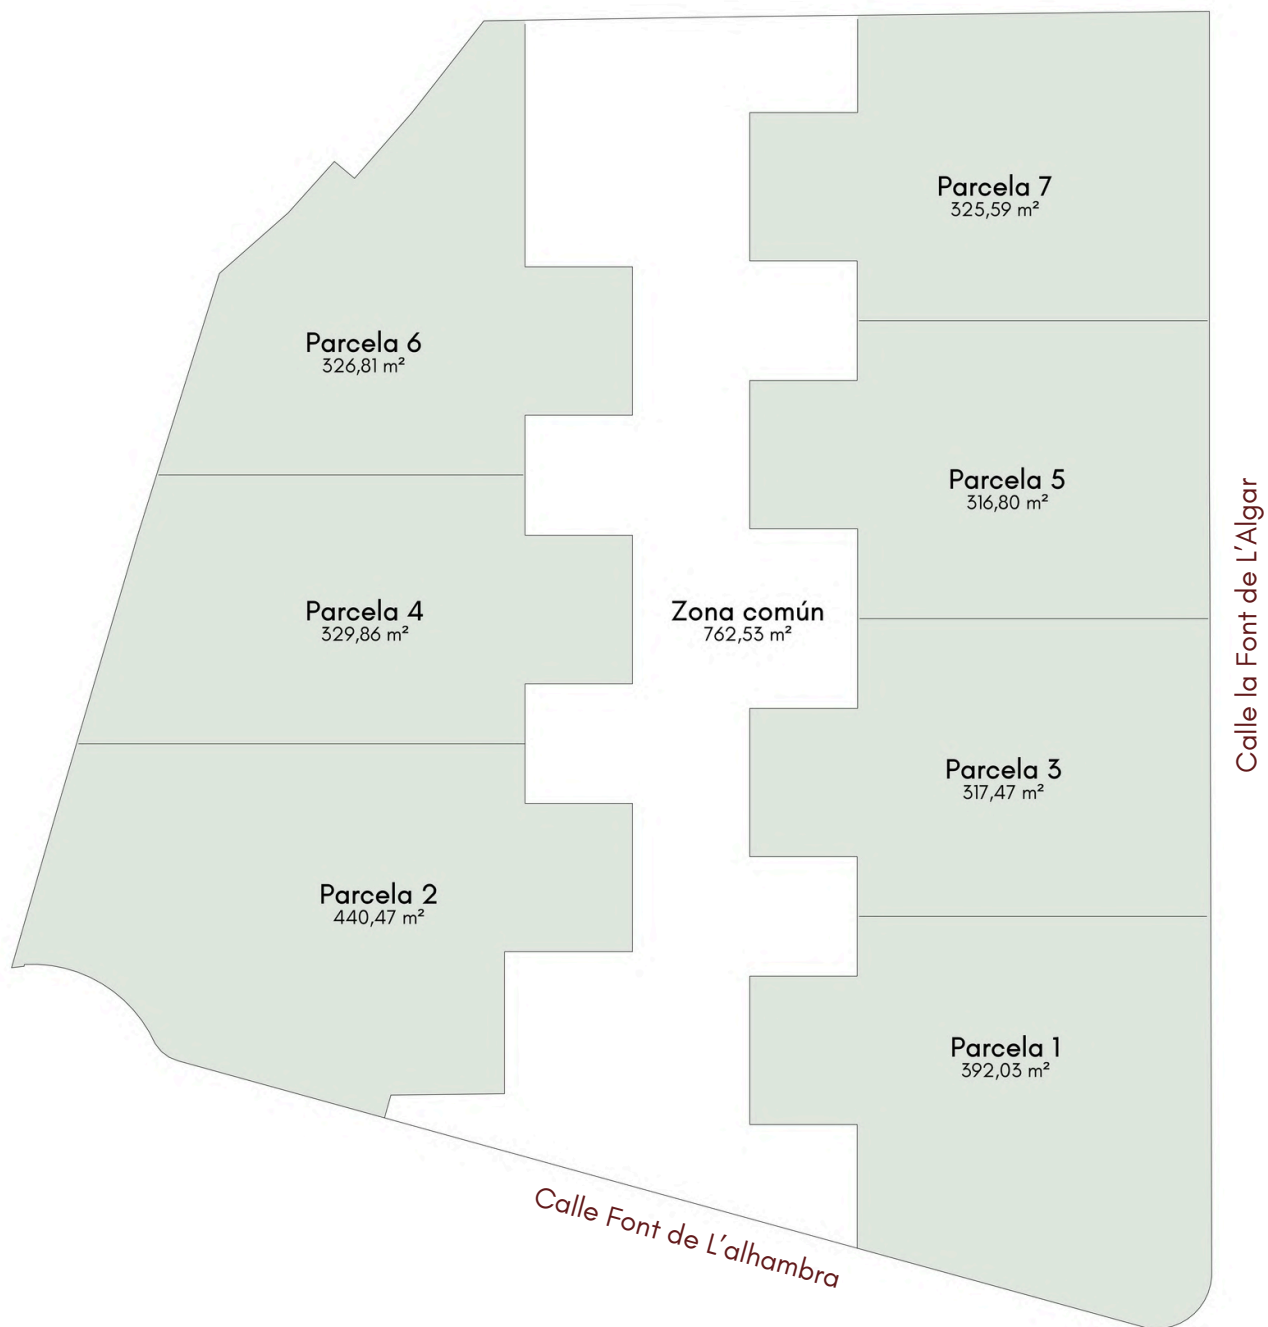 Parcela 7
325,59 m²
Parcela 6
326,81 m²
Parcela 5
316,80 m²
Parcela 4
329,86 m²
Zona común
762,53 m²
Calle la Font de L'Algar
Parcela 3
317,47 m²
Parcela 2
440,47 m²
Parcela 1
392,03 m²
Calle Font de L'alhambra